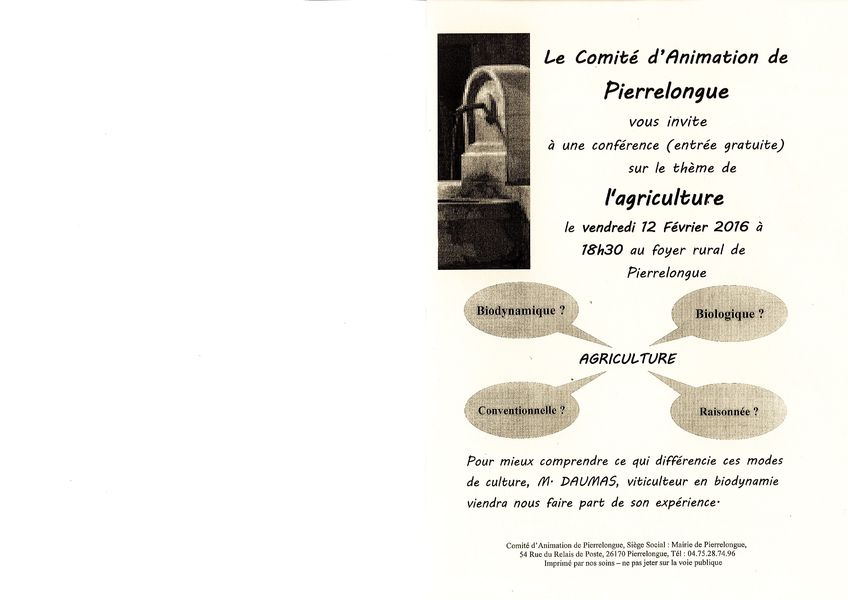 Le Comité d'Animation de
Pierrelongue
vous invite
à une conférence (entrée gratuite)
sur le thème de
l'agriculture
le vendredi 12 Février 2016 à
18h30 au foyer rural de
Pierrelongue
Biodynamique ?
Biologique ?
AGRICULTURE
Conventionnelle ?
Raisonnée ?
Pour mieux comprendre ce qui différencie ces modes
de culture, M. DAUMAS, viticulteur en biodynamie
viendra nous faire part de son expérience.
Comité d'Animation de Pierrelongue, Siège Social : Mairie de Pierrelongue,
54 Rue du Relais de Poste, 26170 Pierrelongue, Tél : 04.75.28.74.96
Imprimé par nos soins – ne pas jeter sur la voie publique